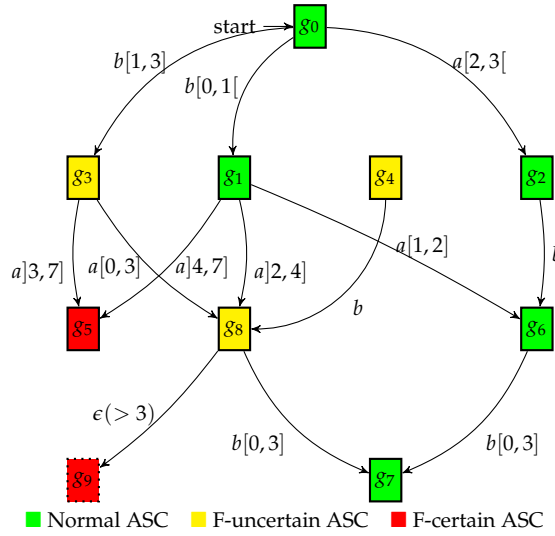 start
g₀
b[1, 3]
b[0, 1[
a[2, 3[
g₃
g₁
g₄
g₂
a]3, 7]
a[0, 3]
a]4, 7]
a]2, 4]
a[1, 2]
b
g₅
g₈
b
g₆
ϵ(> 3)
b[0, 3]
b[0, 3]
g₉
g₇
Normal ASC
F-uncertain ASC
F-certain ASC